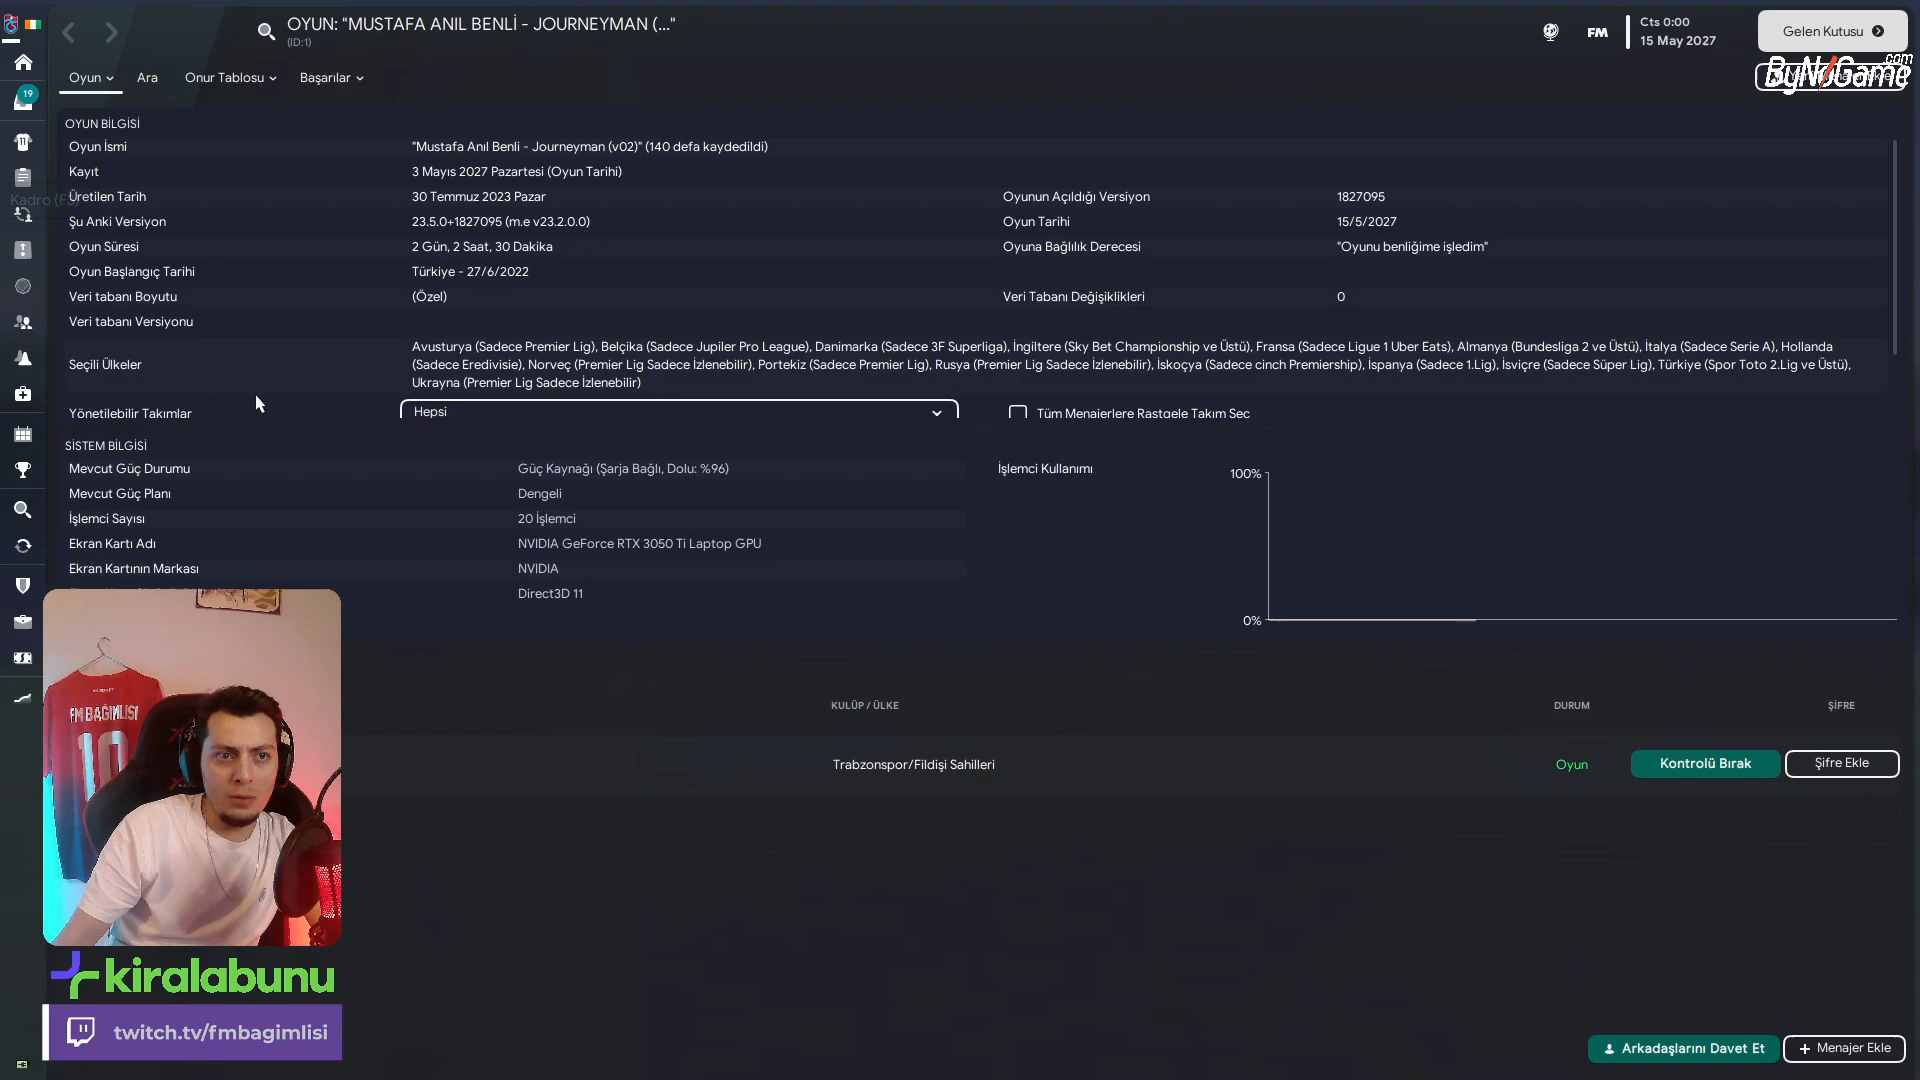 OYUN: "MUSTAFA ANIL BENLİ - JOURNEYMAN (..."
(ID:1)
FM
Cts 0:00
15 May 2027
Gelen Kutusu
ByNoGame
.com
Oyun
Ara
Onur Tablosu
Başarılar
19
11
OYUN BİLGİSİ
Oyun İsmi
"Mustafa Anıl Benli - Journeyman (v02)" (140 defa kaydedildi)
Kayıt
3 Mayıs 2027 Pazartesi (Oyun Tarihi)
Üretilen Tarih
30 Temmuz 2023 Pazar
Oyunun Açıldığı Versiyon
1827095
Şu Anki Versiyon
23.5.0+1827095 (m.e v23.2.0.0)
Oyun Tarihi
15/5/2027
Oyun Süresi
2 Gün, 2 Saat, 30 Dakika
Oyuna Bağlılık Derecesi
"Oyunu benliğime işledim"
Oyun Başlangıç Tarihi
Türkiye - 27/6/2022
Veri tabanı Boyutu
(Özel)
Veri Tabanı Değişiklikleri
0
Veri tabanı Versiyonu
Seçili Ülkeler
Avusturya (Sadece Premier Lig), Belçika (Sadece Jupiler Pro League), Danimarka (Sadece 3F Superliga), İngiltere (Sky Bet Championship ve Üstü), Fransa (Sadece Ligue 1 Uber Eats), Almanya (Bundesliga 2 ve Üstü), İtalya (Sadece Serie A), Hollanda
(Sadece Eredivisie), Norveç (Premier Lig Sadece İzlenebilir), Portekiz (Sadece Premier Lig), Rusya (Premier Lig Sadece İzlenebilir), İskoçya (Sadece cinch Premiership), İspanya (Sadece 1.Lig), İsviçre (Sadece Süper Lig), Türkiye (Spor Toto 2.Lig ve Üstü),
Ukrayna (Premier Lig Sadece İzlenebilir)
Yönetilebilir Takımlar
Hepsi
Tüm Menajerlere Rastgele Takım Seç
Kadro
SİSTEM BİLGİSİ
Mevcut Güç Durumu
Güç Kaynağı (Şarja Bağlı, Dolu: %96)
İşlemci Kullanımı
100%
0%
Mevcut Güç Planı
Dengeli
İşlemci Sayısı
20 İşlemci
Ekran Kartı Adı
NVIDIA GeForce RTX 3050 Ti Laptop GPU
Ekran Kartının Markası
NVIDIA
Direct3D 11
KULÜP / ÜLKE
DURUM
ŞİFRE
Trabzonspor/Fildişi Sahilleri
Oyun
Kontrolü Bırak
Şifre Ekle
FM BAĞIMLISI
10
kiralabunu
twitch.tv/fmbagimlisi
Arkadaşlarını Davet Et
Menajer Ekle